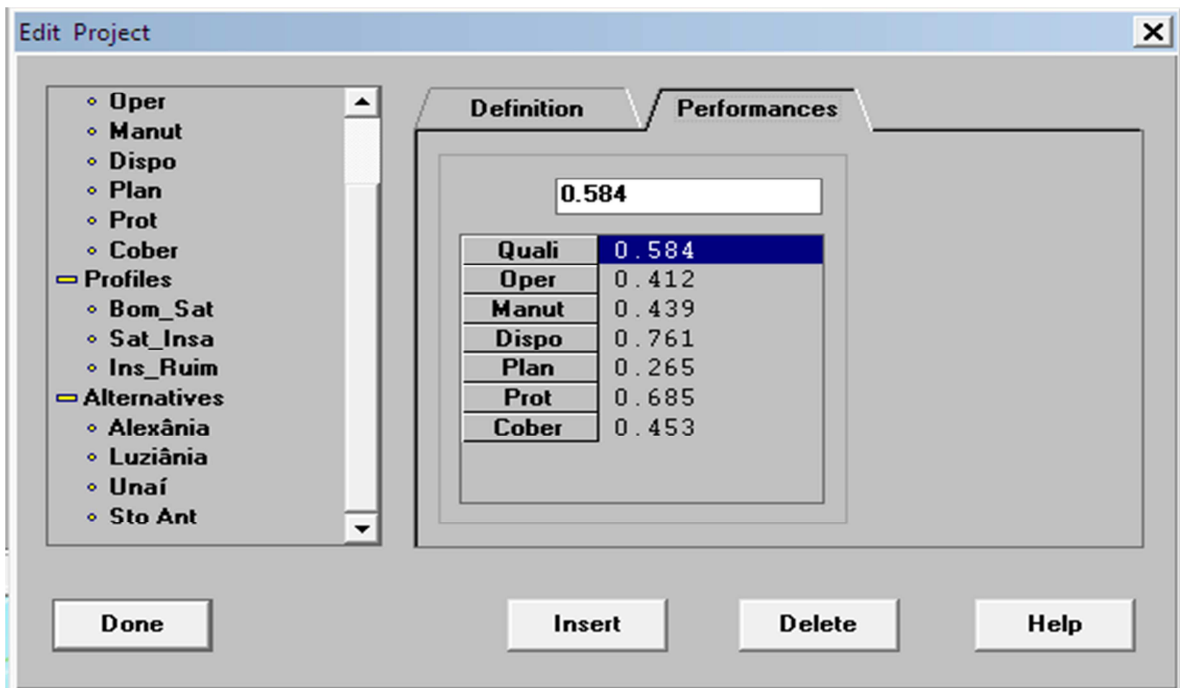 Edit Project
Oper
Manut
Dispo
Plan
Prot
Cober
Profiles
Bom_Sat
Sat_Insa
Ins_Ruim
Alternatives
Alexânia
Luziânia
Unaí
Sto Ant
Definition
Performances
0.584
Quali 0.584
Oper 0.412
Manut 0.439
Dispo 0.761
Plan 0.265
Prot 0.685
Cober 0.453
Done
Insert
Delete
Help